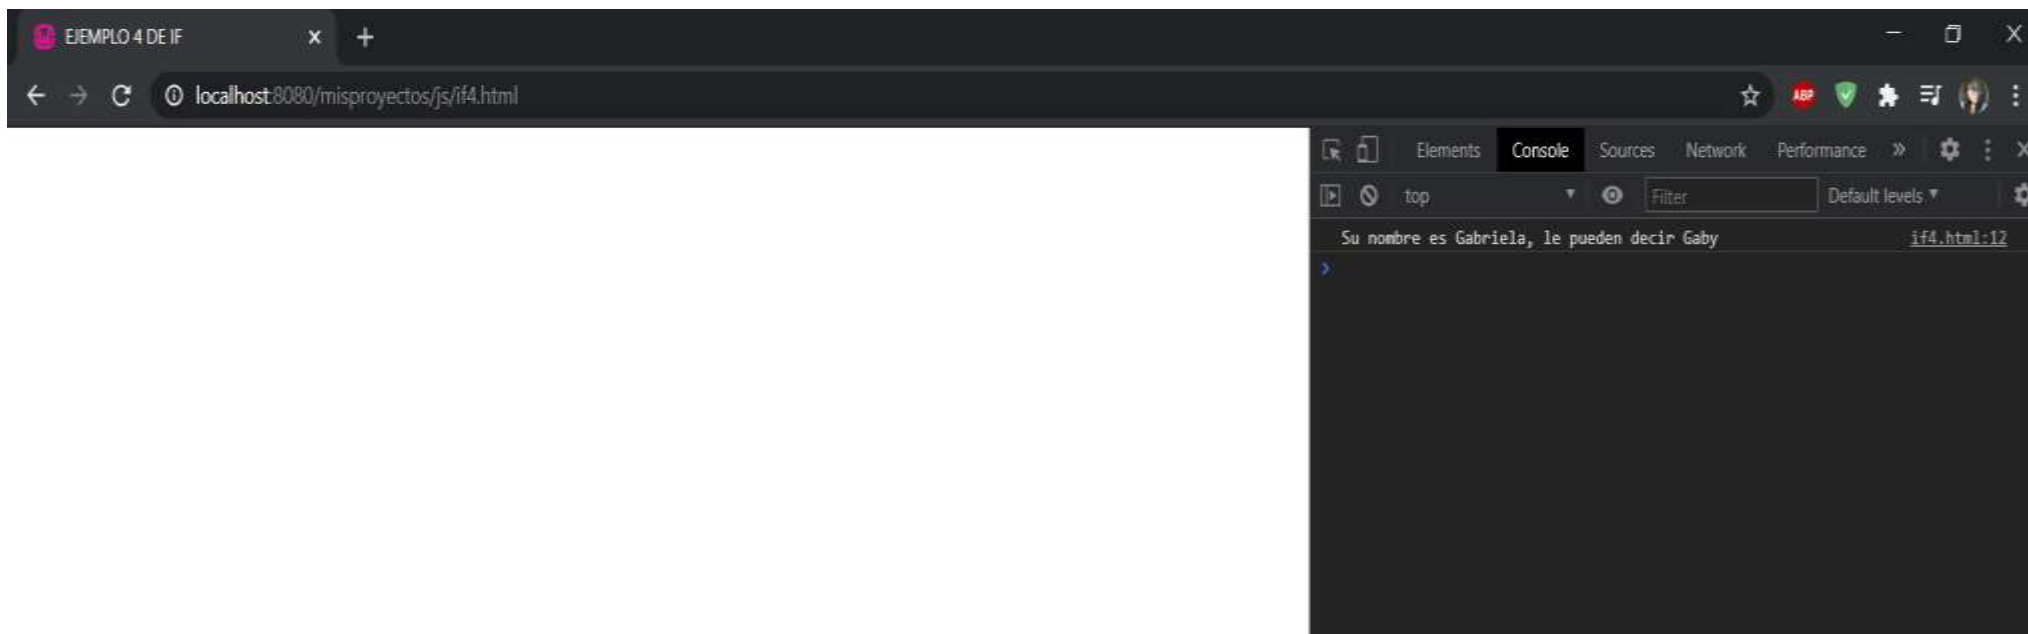 EJEMPLO 4 DE IF
localhost:8080/misproyectos/js/if4.html
ABP
Elements Console Sources Network Performance »
top Filter Default levels
Su nombre es Gabriela, le pueden decir Gaby if4.html:12